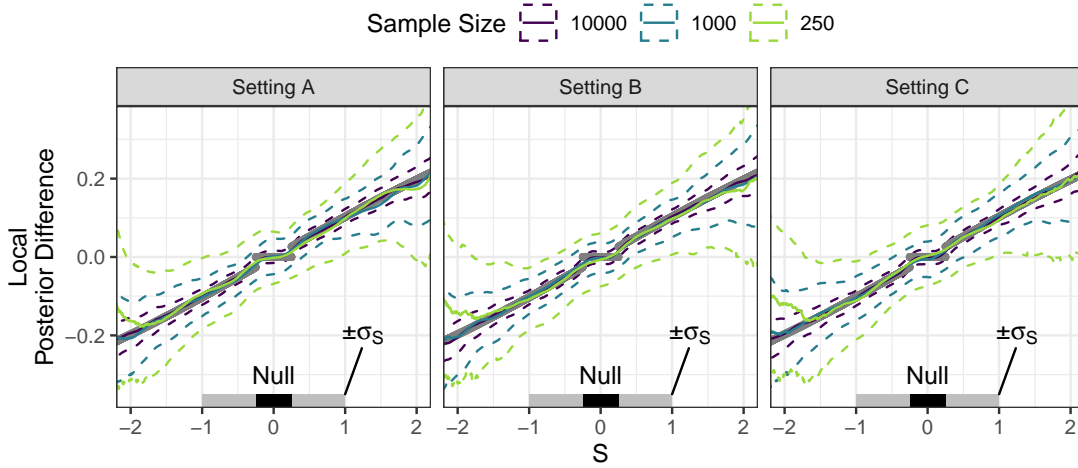 Sample Size 10000 1000 250
Setting A Setting B Setting C
Local
Posterior Difference
0.2
0.0
−0.2
±σS ±σS ±σS
Null Null Null
−2 −1 0 1 2 −2 −1 0 1 2 −2 −1 0 1 2
S